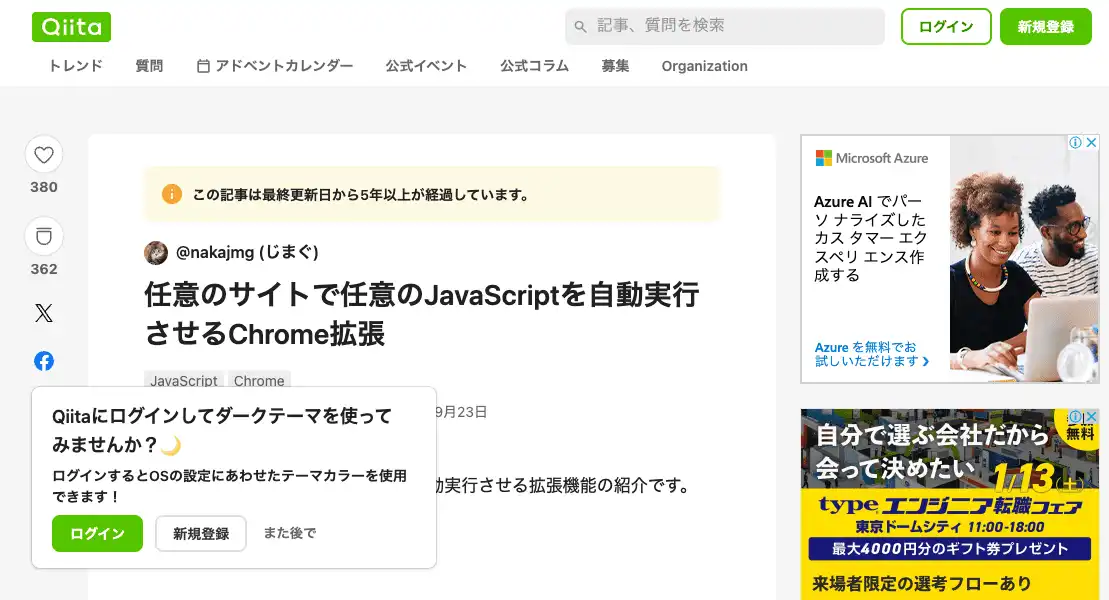 Qiita
記事、質問を検索
ログイン
新規登録
トレンド
質問
アドベントカレンダー
公式イベント
公式コラム
募集
Organization
380
362
この記事は最終更新日から5年以上が経過しています。
@nakajmg (じまぐ)
任意のサイトで任意のJavaScriptを自動実行
させるChrome拡張
JavaScript
Chrome
9月23日
動実行させる拡張機能の紹介です。
Qiitaにログインしてダークテーマを使って
みませんか？🌙
ログインするとOSの設定にあわせたテーマカラーを使用
できます！
ログイン
新規登録
また後で
Microsoft Azure
Azure AI でパー
ソ ナライズした
カス タマー エク
スペリ エンス作
成する
Azure を無料でお
試しいただけます ❯
無料
自分で選ぶ会社だから
会って決めたい
1/13(土)
type エンジニア転職フェア
東京ドームシティ 11:00-18:00
最大4000円分のギフト券プレゼント
来場者限定の選考フローあり